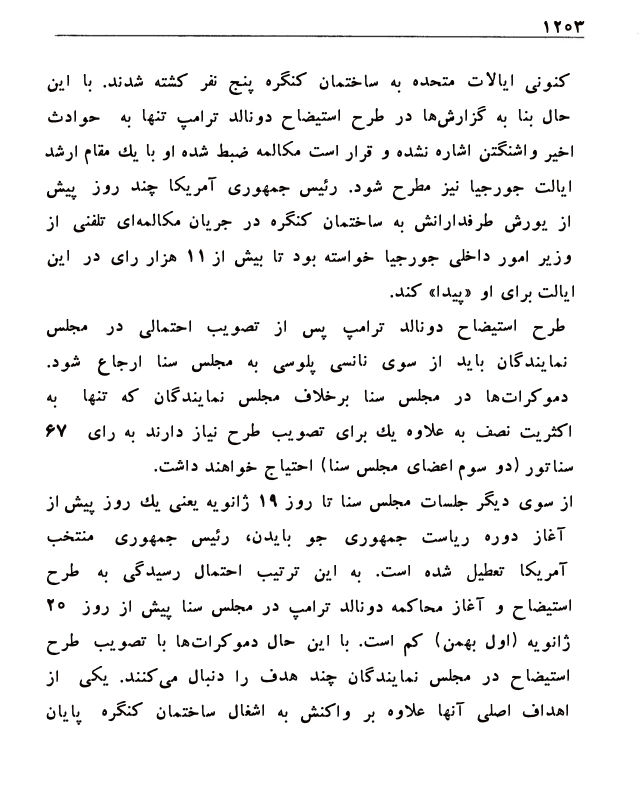 ۱۲۰۳
کنونی ایالات متحده به ساختمان کنگره پنج نفر کشته شدند. با این
حال بنا به گزارش‌ها در طرح استیضاح دونالد ترامپ تنها به حوادث
اخیر واشنگتن اشاره نشده و قرار است مکالمه ضبط شده او با یك مقام ارشد
ایالت جورجیا نیز مطرح شود. رئیس جمهوری آمریکا چند روز پیش
از یورش طرفدارانش به ساختمان کنگره در جریان مکالمه‌ای تلفنی از
وزیر امور داخلی جورجیا خواسته بود تا بیش از ۱۱ هزار رای در این
ایالت برای او «پیدا» کند.
طرح استیضاح دونالد ترامپ پس از تصویب احتمالی در مجلس
نمایندگان باید از سوی نانسی پلوسی به مجلس سنا ارجاع شود.
دموکرات‌ها در مجلس سنا برخلاف مجلس نمایندگان که تنها به
اکثریت نصف به علاوه یك برای تصویب طرح نیاز دارند به رای ۶۷
سناتور (دو سوم اعضای مجلس سنا) احتیاج خواهند داشت.
از سوی دیگر جلسات مجلس سنا تا روز ۱۹ ژانویه یعنی یك روز پیش از
آغاز دوره ریاست جمهوری جو بایدن، رئیس جمهوری منتخب
آمریکا تعطیل شده است. به این ترتیب احتمال رسیدگی به طرح
استیضاح و آغاز محاکمه دونالد ترامپ در مجلس سنا پیش از روز ۲۰
ژانویه (اول بهمن) کم است. با این حال دموکرات‌ها با تصویب طرح
استیضاح در مجلس نمایندگان چند هدف را دنبال می‌کنند. یکی از
اهداف اصلی آنها علاوه بر واکنش به اشغال ساختمان کنگره پایان